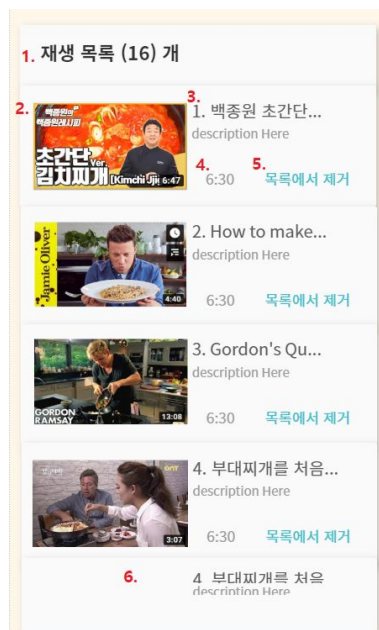 1. 재생 목록 (16) 개
2.
백종원의
백종원레시피
초간단Ver.
김치찌개 [Kimchi Jjig
6:47
3.
1. 백종원 초간단...
description Here
4. 6:30
5. 목록에서 제거
Jamie Oliver
4:40
2. How to make...
description Here
6:30 목록에서 제거
GORDON
RAMSAY
13:08
3. Gordon's Qu...
description Here
6:30 목록에서 제거
3:07
4. 부대찌개를 처음...
description Here
6:30 목록에서 제거
6.
4. 부대찌개를 처음
description Here